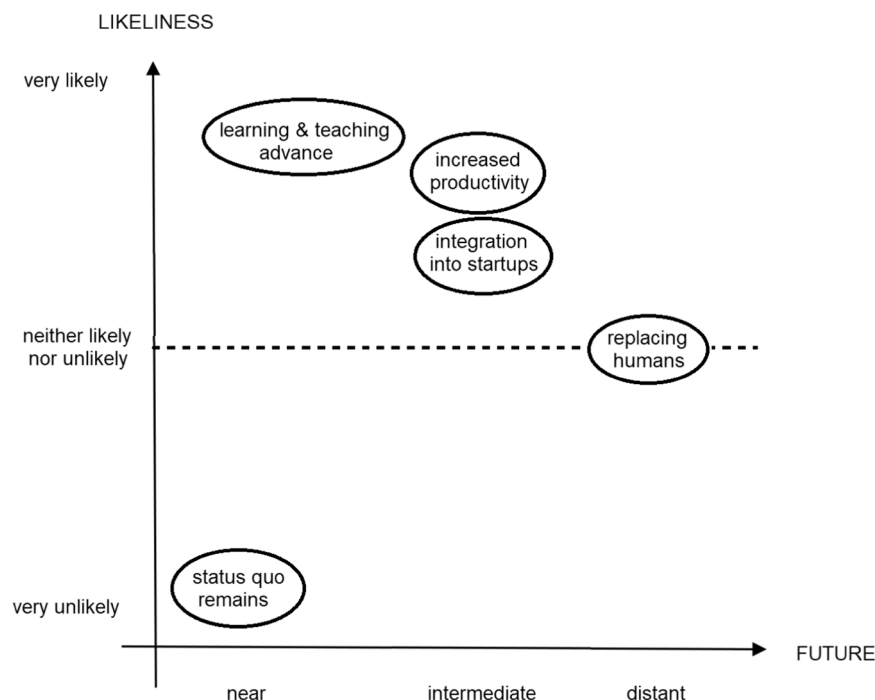 LIKELINESS
very likely
learning & teaching
advance
increased
productivity
integration
into startups
neither likely
nor unlikely
replacing
humans
status quo
remains
very unlikely
FUTURE
near
intermediate
distant